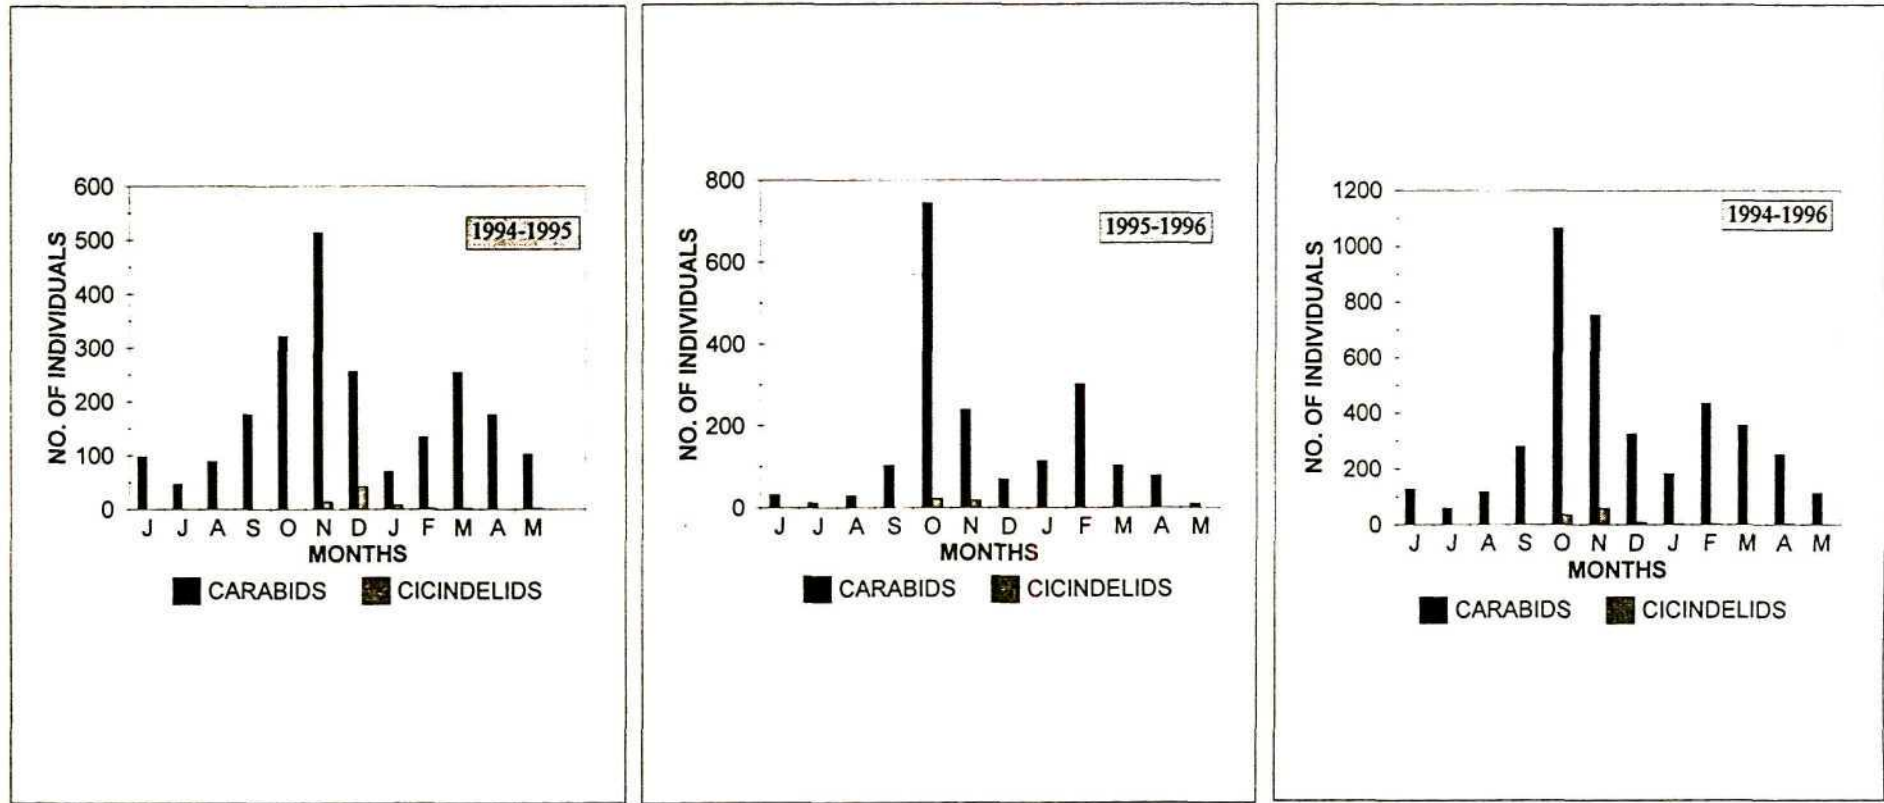 1994-1995
NO. OF INDIVIDUALS
600
500
400
300
200
100
0
J J A S O N D J F M A M
MONTHS
CARABIDS CICINDELIDS
1995-1996
NO. OF INDIVIDUALS
800
600
400
200
0
J J A S O N D J F M A M
MONTHS
CARABIDS CICINDELIDS
1994-1996
NO. OF INDIVIDUALS
1200
1000
800
600
400
200
0
J J A S O N D J F M A M
MONTHS
CARABIDS CICINDELIDS